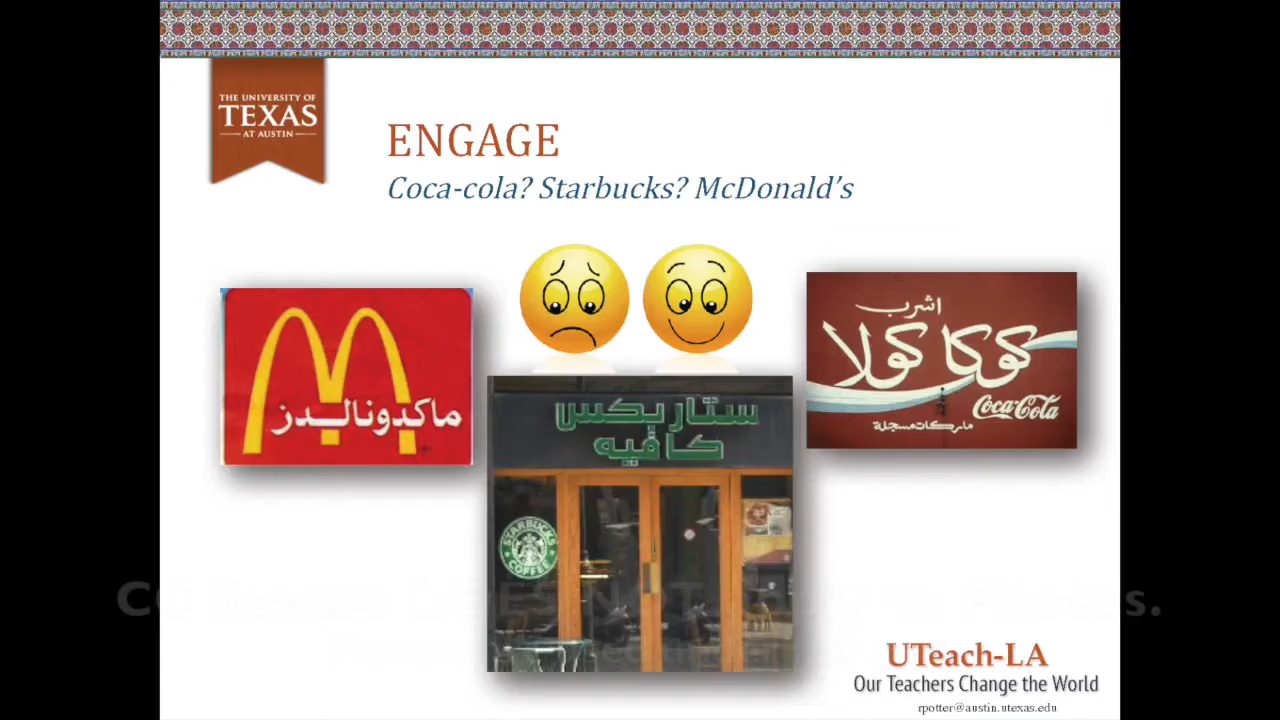 THE UNIVERSITY OF
TEXAS
AT AUSTIN
ENGAGE
Coca-cola? Starbucks? McDonald's
ماكدونالدز
ستاربكس
كافيه
STARBUCKS
COFFEE
اشرب
كوكا كولا
Coca-Cola
ماركات مسجلة
UTeach-LA
Our Teachers Change the World
rpotter@austin.utexas.edu